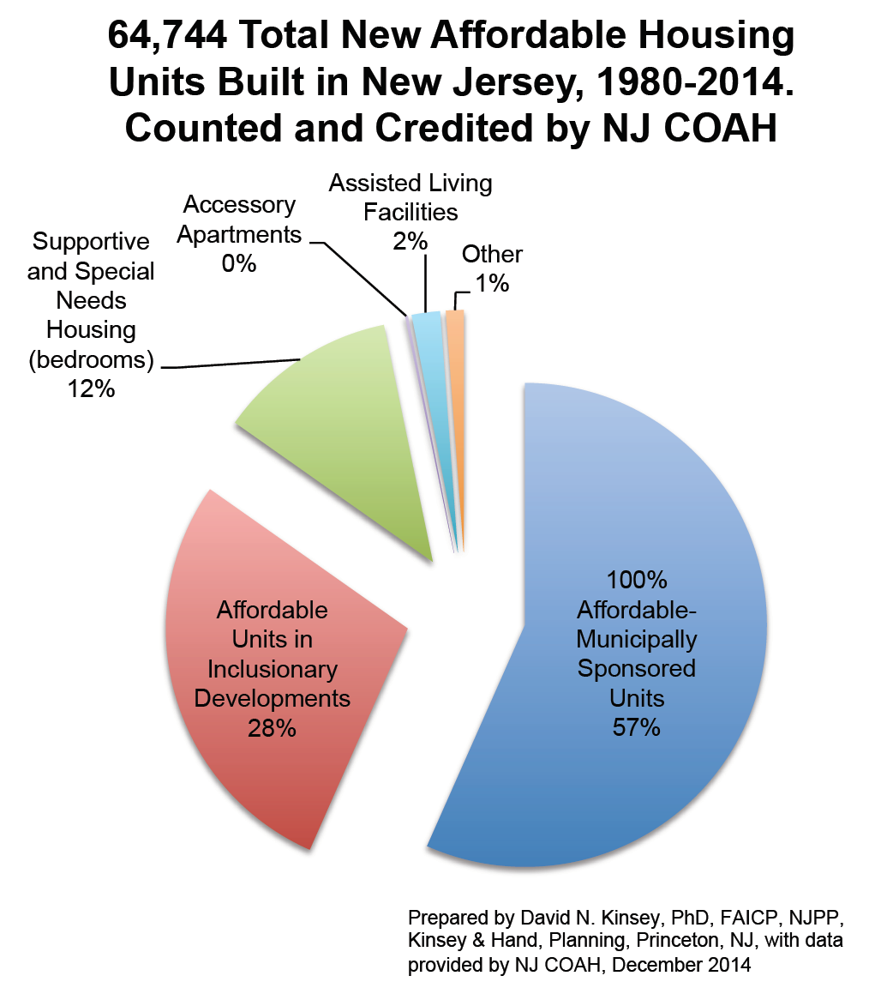 64,744 Total New Affordable Housing
Units Built in New Jersey, 1980-2014.
Counted and Credited by NJ COAH
Supportive
and Special
Needs
Housing
(bedrooms)
12%
Accessory
Apartments
0%
Assisted Living
Facilities
2%
Other
1%
Affordable
Units in
Inclusionary
Developments
28%
100%
Affordable-
Municipally
Sponsored
Units
57%
Prepared by David N. Kinsey, PhD, FAICP, NJPP,
Kinsey & Hand, Planning, Princeton, NJ, with data
provided by NJ COAH, December 2014